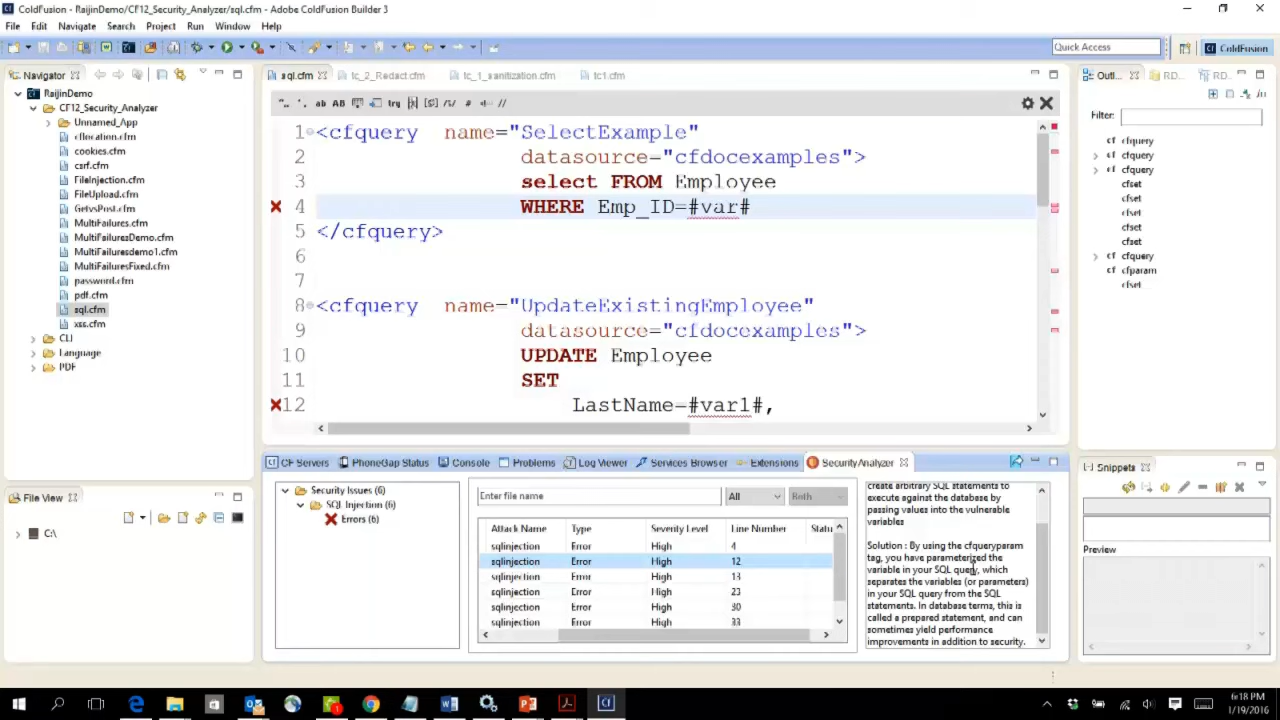 ColdFusion - RaijinDemo/CF12_Security_Analyzer/sql.cfm - Adobe ColdFusion Builder 3
File Edit Navigate Search Project Run Window Help
Quick Access
ColdFusion
Navigator
RaijinDemo
CF12_Security_Analyzer
Unnamed_App
cflocation.cfm
cookies.cfm
csrf.cfm
FileInjection.cfm
FileUpload.cfm
GetvsPost.cfm
MultiFailures.cfm
MultiFailuresDemo.cfm
MultiFailuresdemo1.cfm
MultiFailuresFixed.cfm
password.cfm
pdf.cfm
sql.cfm
xss.cfm
CLI
Language
PDF
File View
C:\
sql.cfm tc_2_Redact.cfm tc_1_sanitization.cfm tc1.cfm
1 <cfquery name="SelectExample"
2 datasource="cfdocexamples">
3 select FROM Employee
4 WHERE Emp_ID=#var#
5 </cfquery>
6
7
8 <cfquery name="UpdateExistingEmployee"
9 datasource="cfdocexamples">
10 UPDATE Employee
11 SET
12 LastName=#var1#,
CF Servers PhoneGap Status Console Problems Log Viewer Services Browser Extensions SecurityAnalyzer
Security Issues (6)
SQL Injection (6)
Errors (6)
Enter file name All Both
Attack Name Type Severity Level Line Number Statu
sqlinjection Error High 4
sqlinjection Error High 12
sqlinjection Error High 13
sqlinjection Error High 23
sqlinjection Error High 30
sqlinjection Error High 33
create arbitrary SQL statements to
execute against the database by
passing values into the vulnerable
variables
Solution : By using the cfqueryparam
tag, you have parameterized the
variable in your SQL query, which
separates the variables (or parameters)
in your SQL query from the SQL
statements. In database terms, this is
called a prepared statement, and can
sometimes yield performance
improvements in addition to security.
Outl... RD... RD...
Filter:
cfquery
cfquery
cfquery
cfset
cfset
cfset
cfset
cfset
cfquery
cfparam
cfset
Snippets
Preview
6:18 PM
1/19/2016